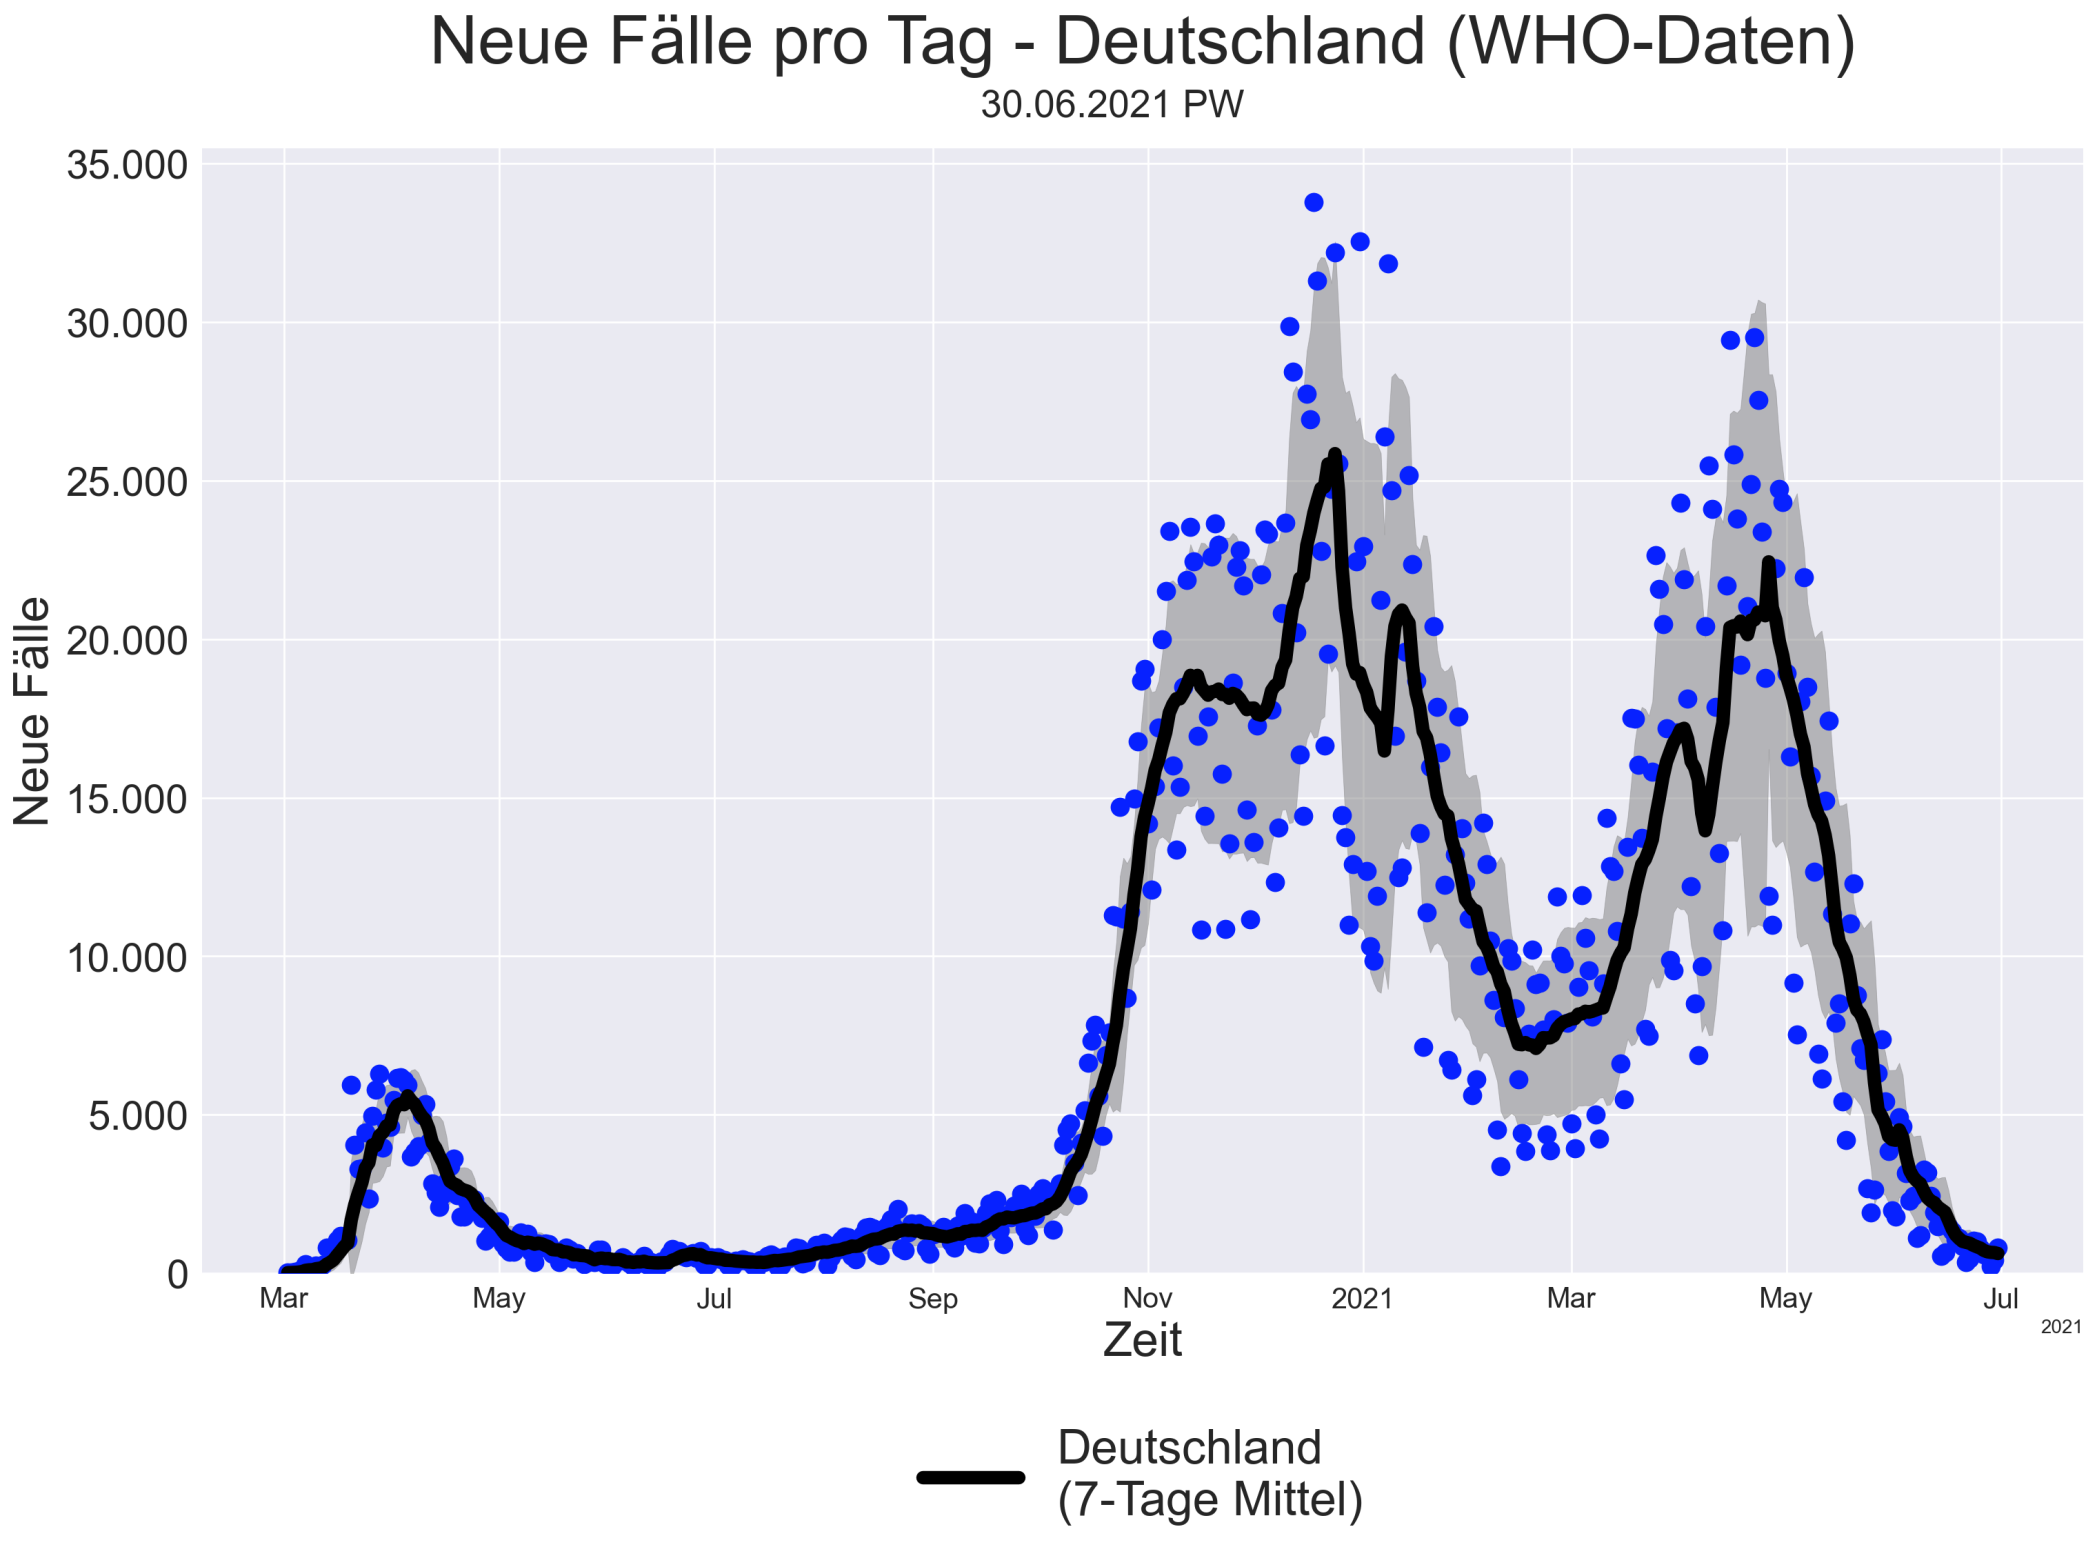 Neue Fälle pro Tag - Deutschland (WHO-Daten)
30.06.2021 PW
35.000
30.000
25.000
20.000
15.000
10.000
5.000
0
Neue Fälle
Mar May Jul Sep Nov 2021 Mar May Jul
2021
Zeit
Deutschland
(7-Tage Mittel)